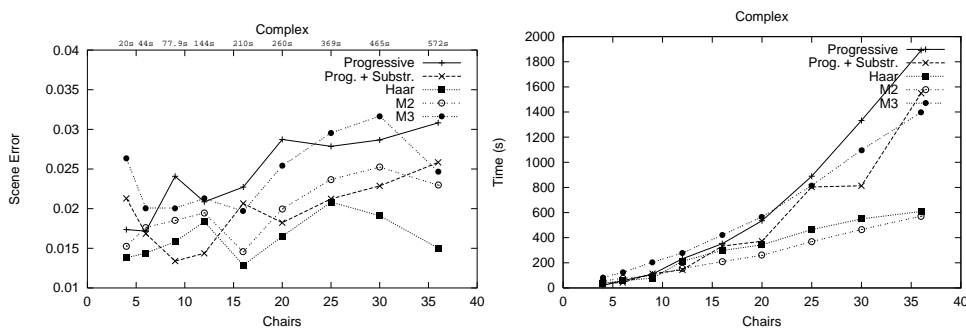 Complex
20s 44s 77.9s 144s 210s 260s 369s 465s 572s
0.04
0.035
0.03
0.025
0.02
0.015
0.01
Scene Error
Progressive
Prog. + Substr.
Haar
M2
M3
0 5 10 15 20 25 30 35 40
Chairs
Complex
2000
1800
1600
1400
1200
1000
800
600
400
200
0
Time (s)
Progressive
Prog. + Substr.
Haar
M2
M3
0 5 10 15 20 25 30 35 40
Chairs